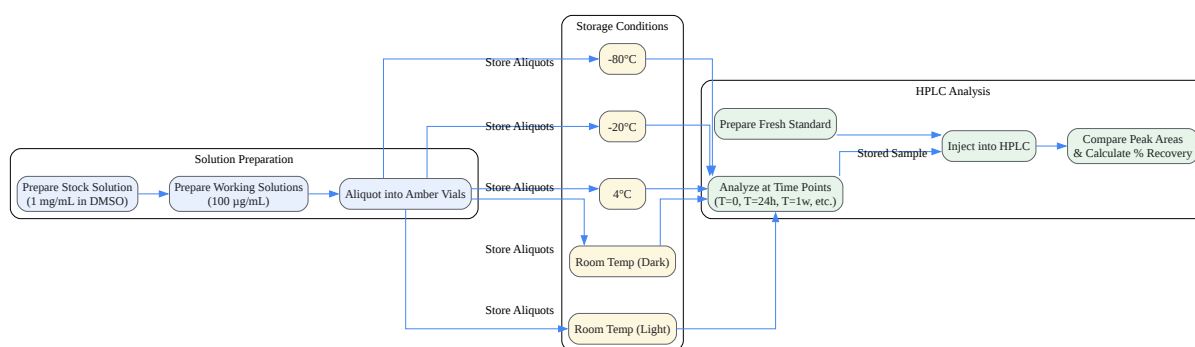 Solution Preparation
Prepare Stock Solution
(1 mg/mL in DMSO)
Prepare Working Solutions
(100 µg/mL)
Aliquot into Amber Vials
Store Aliquots
Store Aliquots
Store Aliquots
Store Aliquots
Store Aliquots
Storage Conditions
-80°C
-20°C
4°C
Room Temp (Dark)
Room Temp (Light)
HPLC Analysis
Prepare Fresh Standard
Analyze at Time Points
(T=0, T=24h, T=1w, etc.)
Stored Sample
Inject into HPLC
Compare Peak Areas
& Calculate % Recovery